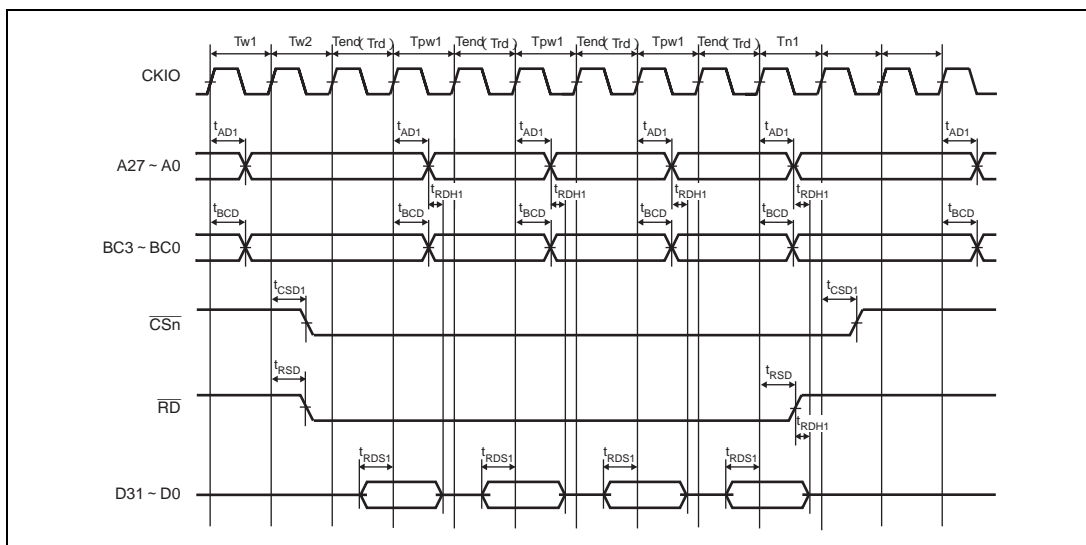 Tw1 Tw2 Tend(Trd) Tpw1 Tend(Trd) Tpw1 Tend(Trd) Tpw1 Tend(Trd) Tn1
CKIO
tAD1 tAD1 tAD1 tAD1 tAD1 tAD1
A27 ~ A0
tRDH1 tRDH1 tRDH1 tRDH1
tBCD tBCD tBCD tBCD tBCD tBCD
BC3 ~ BC0
tCSD1 tCSD1
CSn
tRSD tRSD
RD
tRDH1
tRDS1 tRDS1 tRDS1 tRDS1
D31 ~ D0